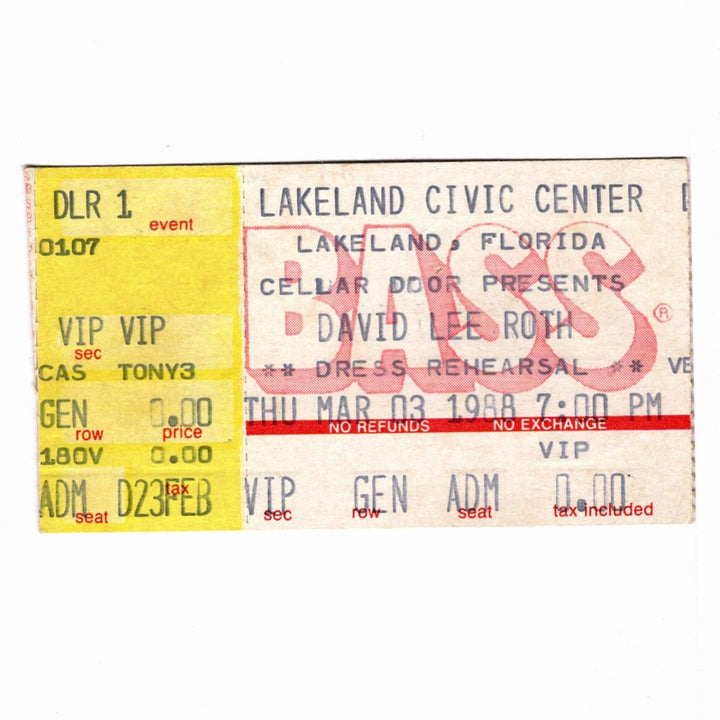 DLR 1
event
0107
VIP VIP
sec
CAS TONY3
GEN 0.00
row price
180V 0.00
ADM D23FEB
seat tax
LAKELAND CIVIC CENTER
LAKELAND, FLORIDA
CELLAR DOOR PRESENTS
BASS®
DAVID LEE ROTH
** DRESS REHEARSAL ** VE
THU MAR 03 1988 7:00 PM
NO REFUNDS NO EXCHANGE
VIP
VIP GEN ADM 0.00
sec row seat tax included